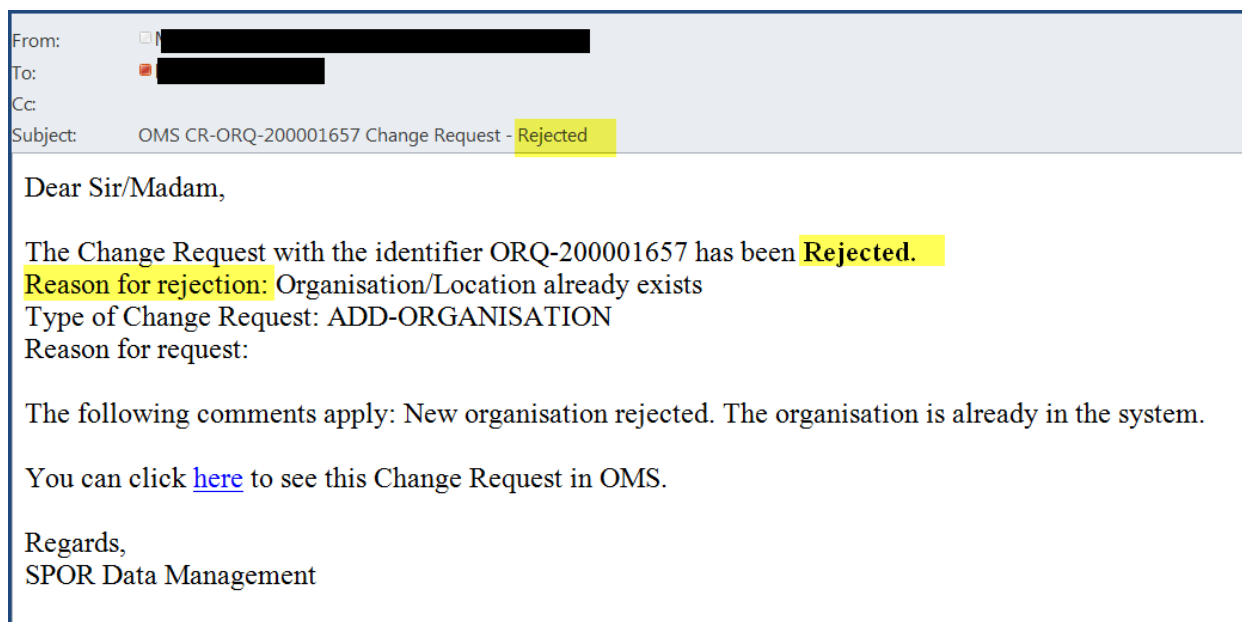 From:
To:
Cc:
Subject: OMS CR-ORQ-200001657 Change Request - Rejected
Dear Sir/Madam,
The Change Request with the identifier ORQ-200001657 has been Rejected.
Reason for rejection: Organisation/Location already exists
Type of Change Request: ADD-ORGANISATION
Reason for request:
The following comments apply: New organisation rejected. The organisation is already in the system.
You can click here to see this Change Request in OMS.
Regards,
SPOR Data Management